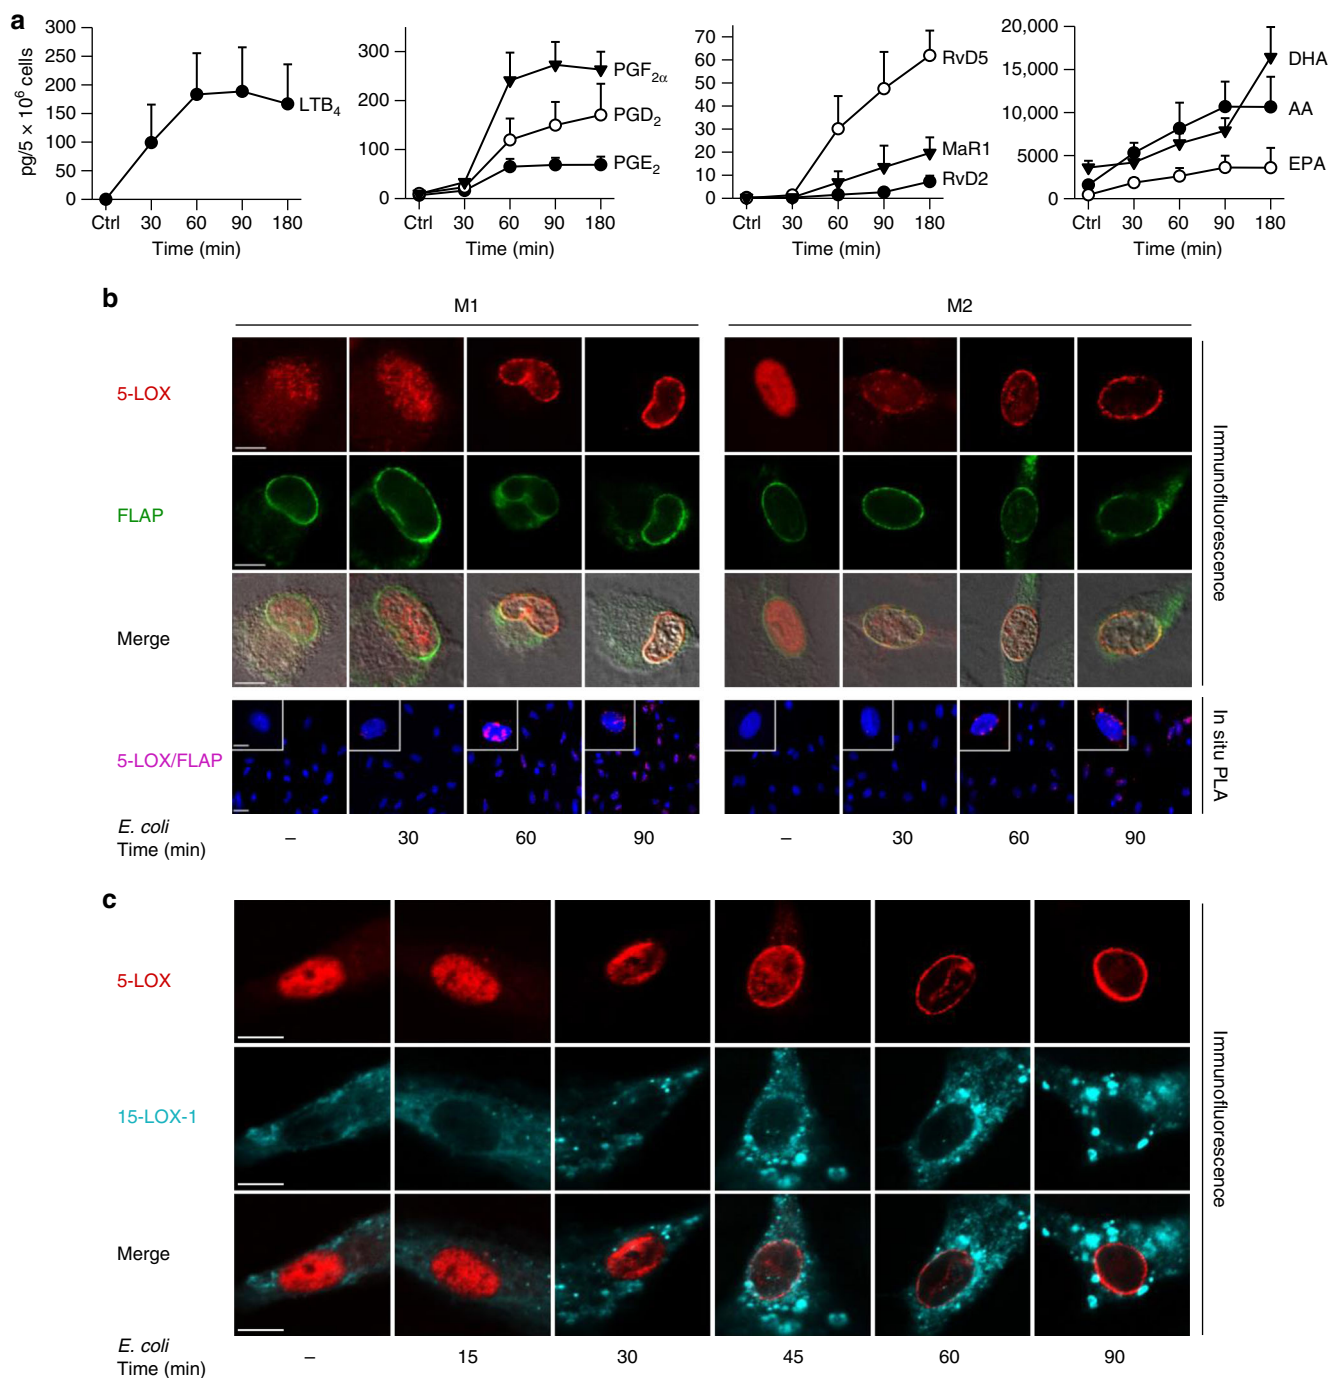 a
pg/5 × 10⁶ cells
300
250
200
150
100
50
0
LTB₄
Ctrl 30 60 90 180
Time (min)
300
200
100
0
PGF₂α
PGD₂
PGE₂
Ctrl 30 60 90 180
Time (min)
70
60
50
40
30
20
10
0
RvD5
MaR1
RvD2
Ctrl 30 60 90 180
Time (min)
20,000
15,000
10,000
5000
0
DHA
AA
EPA
Ctrl 30 60 90 180
Time (min)
b
M1 M2
5-LOX
FLAP
Merge
Immunofluorescence
5-LOX/FLAP
In situ PLA
E. coli
Time (min) – 30 60 90 – 30 60 90
c
5-LOX
15-LOX-1
Merge
Immunofluorescence
E. coli
Time (min) – 15 30 45 60 90